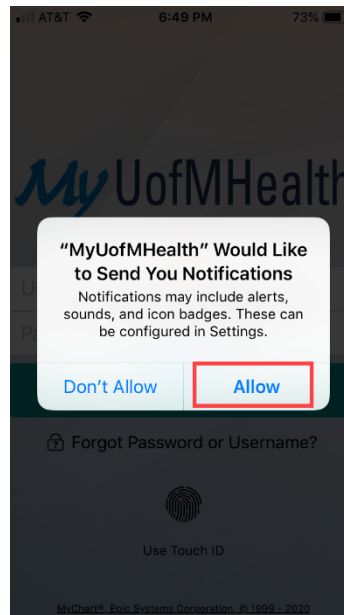 AT&T 6:49 PM 73%
My UofMHealth
“MyUofMHealth” Would Like
to Send You Notifications
Notifications may include alerts,
sounds, and icon badges. These can
be configured in Settings.
Don’t Allow Allow
Forgot Password or Username?
Use Touch ID
MyChart®, Epic Systems Corporation, © 1999 - 2020